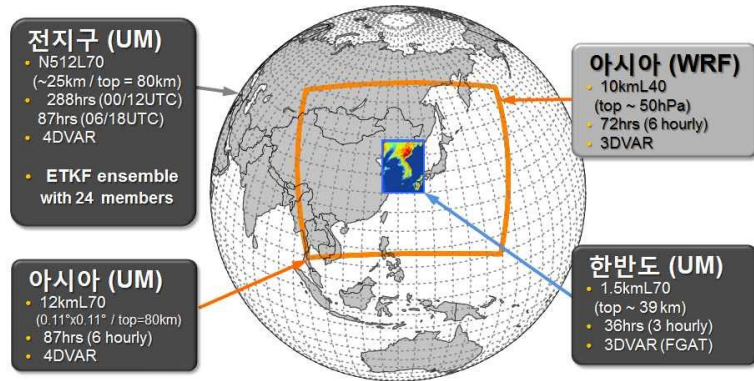 전지구 (UM)
N512L70
(~25km / top = 80km)
288hrs (00/12UTC)
87hrs (06/18UTC)
4DVAR
ETKF ensemble
with 24 members
아시아 (WRF)
10kmL40
(top ~ 50hPa)
72hrs (6 hourly)
3DVAR
아시아 (UM)
12kmL70
(0.11°x0.11° / top=80km)
87hrs (6 hourly)
4DVAR
한반도 (UM)
1.5kmL70
(top ~ 39 km)
36hrs (3 hourly)
3DVAR (FGAT)